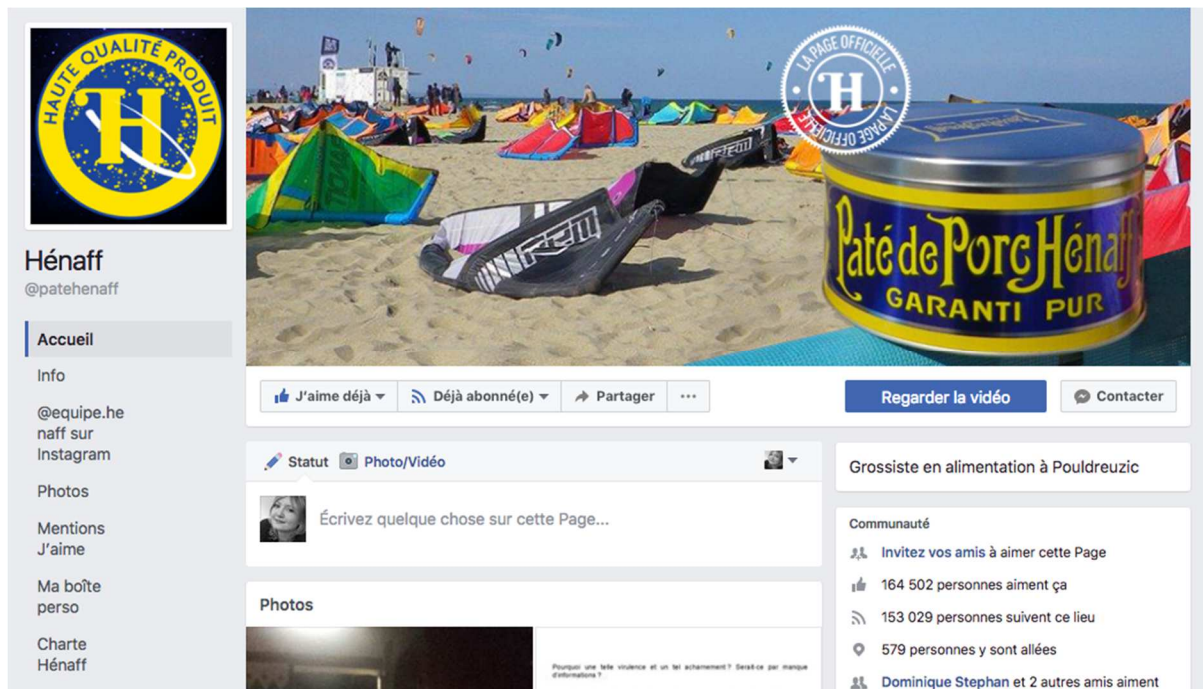 HAUTE QUALITÉ PRODUIT
H
Hénaff
@patehenaff
Accueil
Info
@equipe.he
naff sur
Instagram
Photos
Mentions
J'aime
Ma boîte
perso
Charte
Hénaff
LA PAGE OFFICIELLE
H
LA PAGE OFFICIELLE
Paté de Porc Hénaff
GARANTI PUR
J'aime déjà
Déjà abonné(e)
Partager
...
Regarder la vidéo
Contacter
Statut
Photo/Vidéo
Écrivez quelque chose sur cette Page...
Photos
Pourquoi une telle virulence et un tel acharnement ? Serait-ce par manque
d'informations ?
Grossiste en alimentation à Pouldreuzic
Communauté
Invitez vos amis à aimer cette Page
164 502 personnes aiment ça
153 029 personnes suivent ce lieu
579 personnes y sont allées
Dominique Stephan et 2 autres amis aiment